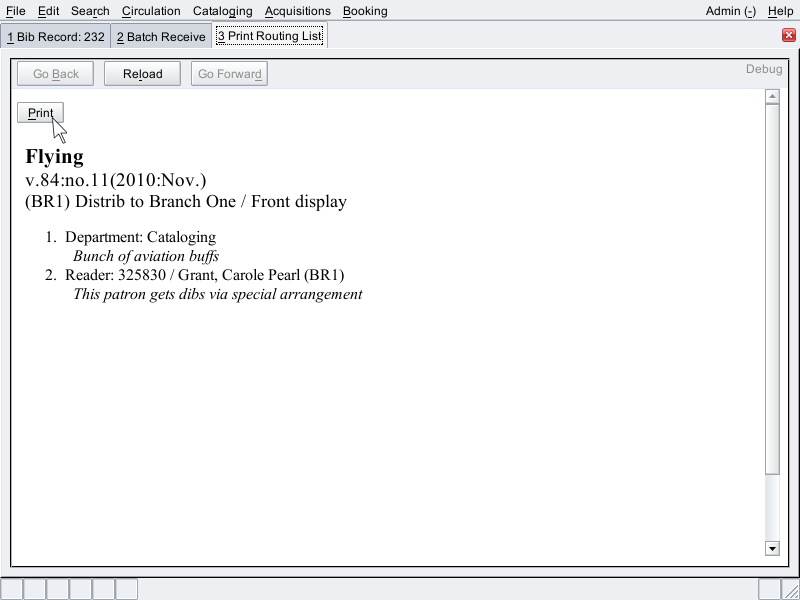 File Edit Search Circulation Cataloging Acquisitions Booking Admin (-) Help
1 Bib Record: 232 2 Batch Receive 3 Print Routing List
Go Back Reload Go Forward Debug
Print
Flying
v.84:no.11(2010:Nov.)
(BR1) Distrib to Branch One / Front display
1. Department: Cataloging
Bunch of aviation buffs
2. Reader: 325830 / Grant, Carole Pearl (BR1)
This patron gets dibs via special arrangement